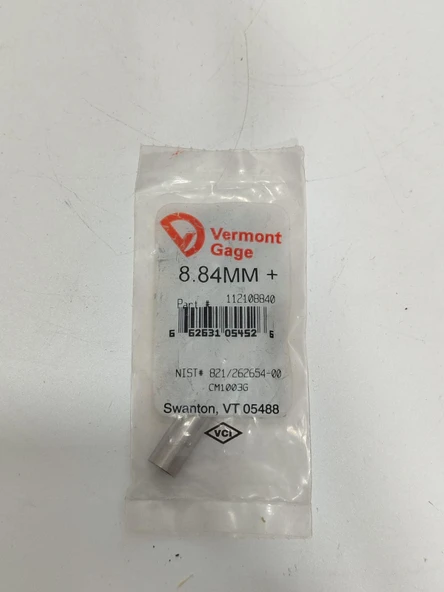 Vermont
Gage
8.84MM +
Part # 112108840
6 62631 05452 6
NIST# 821/262654-00
CM1003G
Swanton, VT 05488
VCI